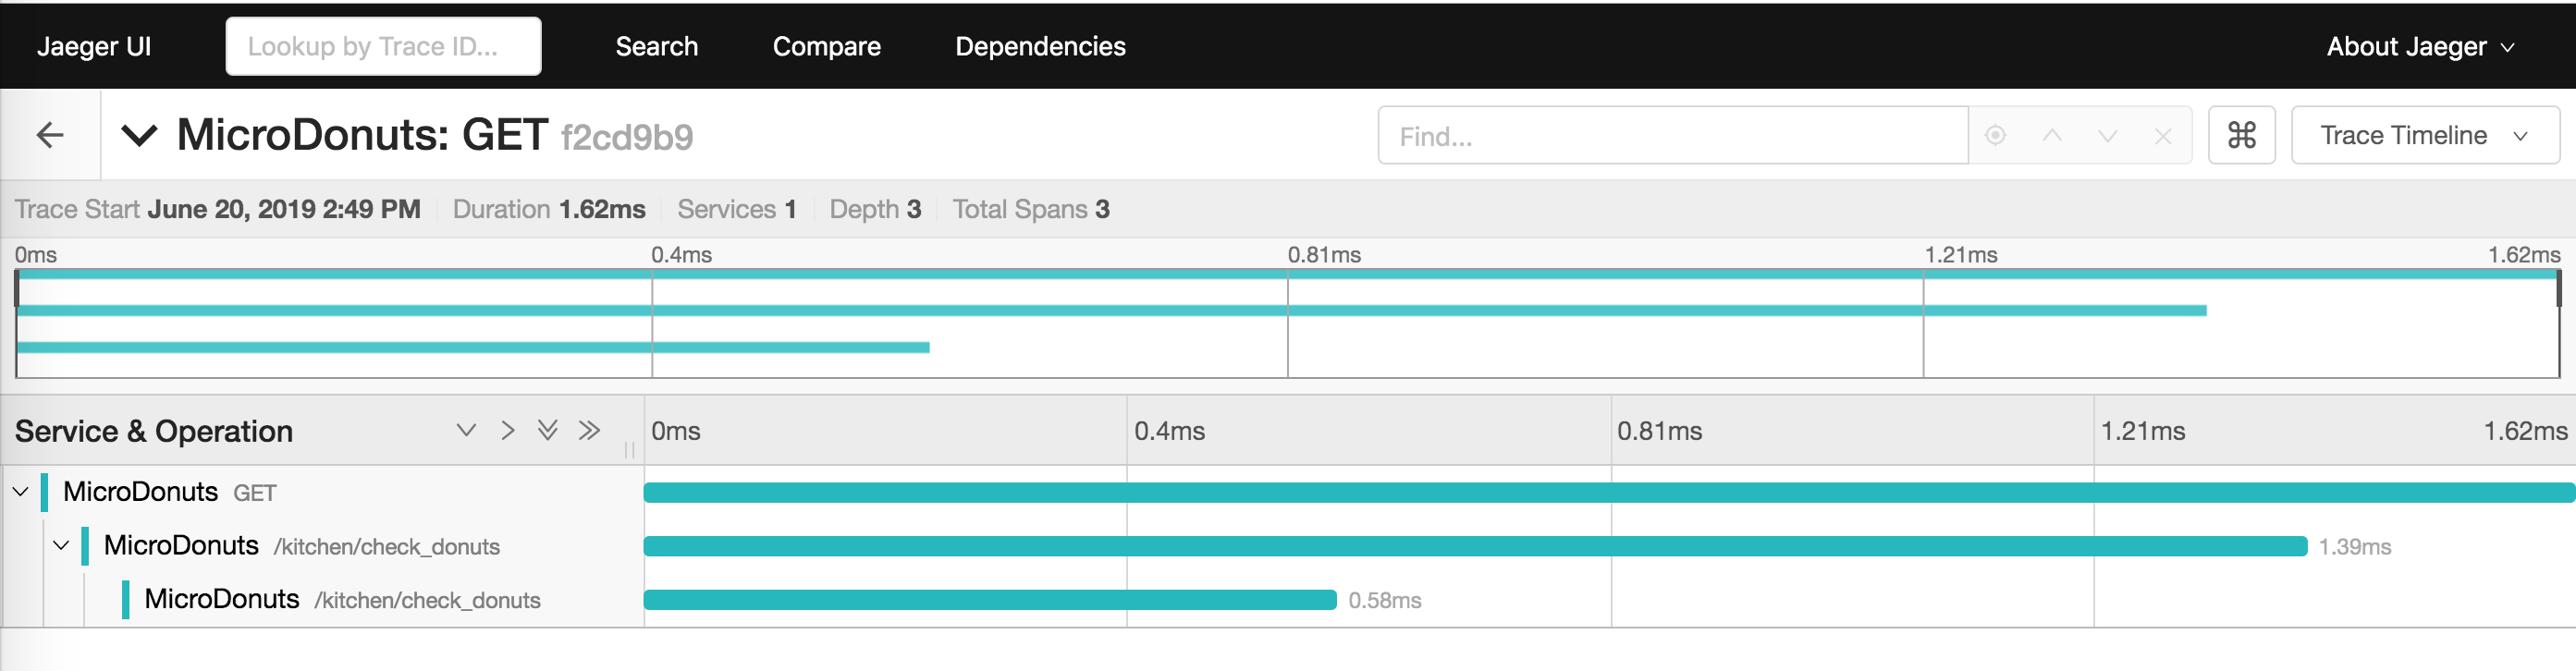 Jaeger UI Lookup by Trace ID... Search Compare Dependencies About Jaeger
MicroDonuts: GET f2cd9b9 Find... ⌘ Trace Timeline
Trace Start June 20, 2019 2:49 PM Duration 1.62ms Services 1 Depth 3 Total Spans 3
0ms 0.4ms 0.81ms 1.21ms 1.62ms
Service & Operation 0ms 0.4ms 0.81ms 1.21ms 1.62ms
MicroDonuts GET
MicroDonuts /kitchen/check_donuts 1.39ms
MicroDonuts /kitchen/check_donuts 0.58ms